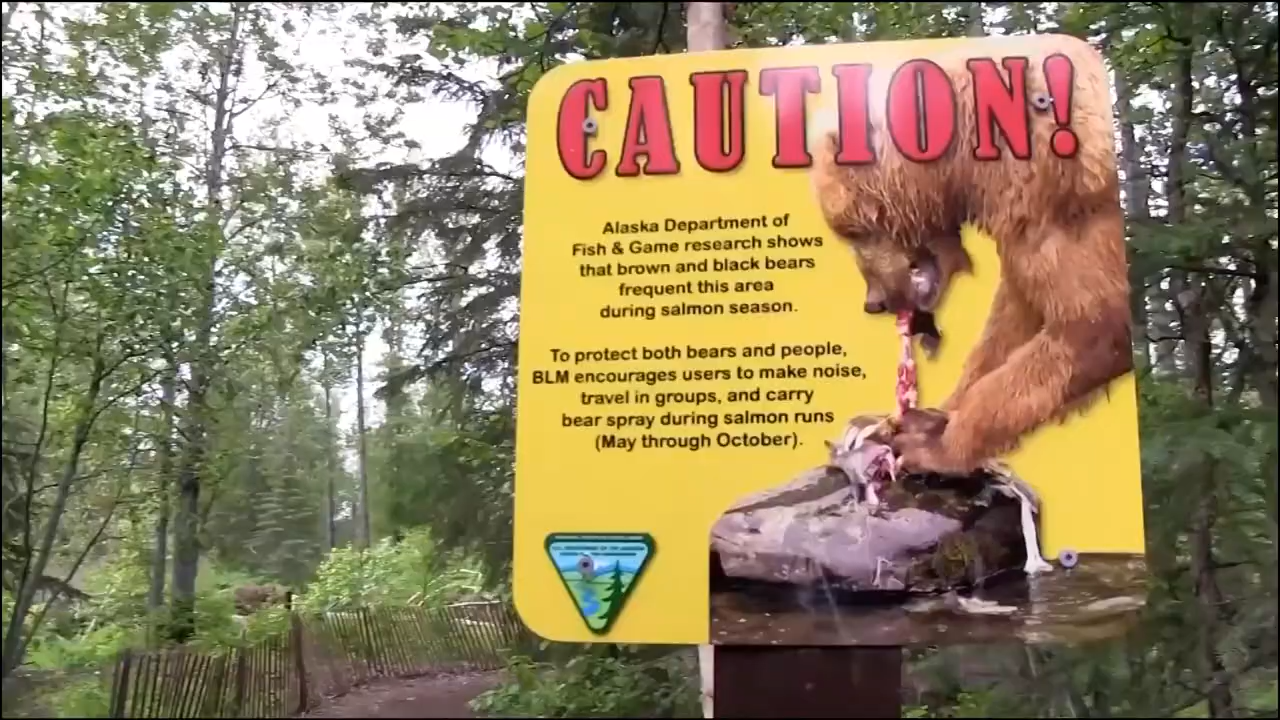 CAUTION!
Alaska Department of
Fish & Game research shows
that brown and black bears
frequent this area
during salmon season.
To protect both bears and people,
BLM encourages users to make noise,
travel in groups, and carry
bear spray during salmon runs
(May through October).